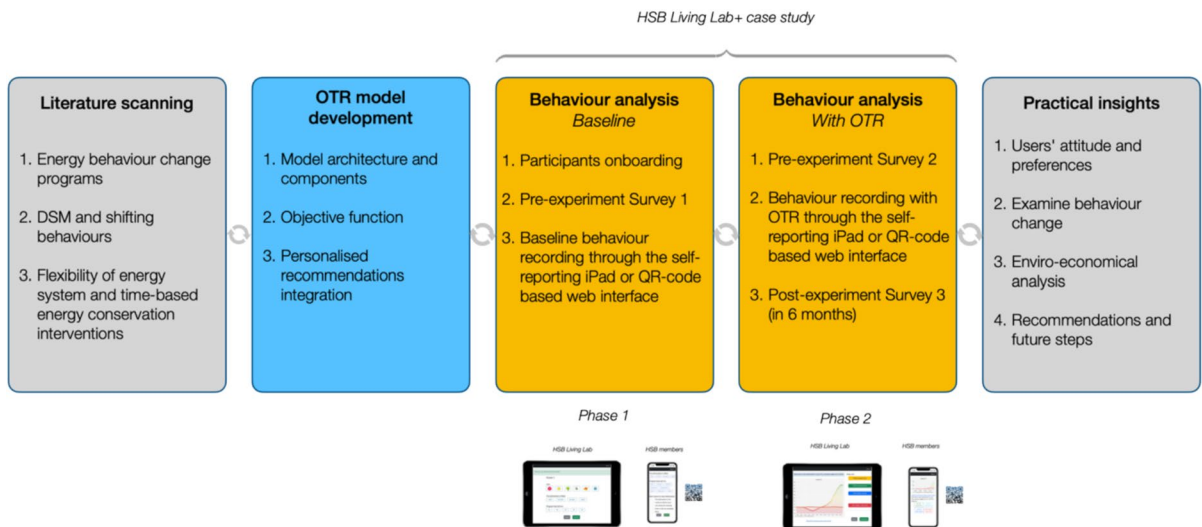 HSB Living Lab+ case study
Literature scanning
1. Energy behaviour change
programs
2. DSM and shifting
behaviours
3. Flexibility of energy
system and time-based
energy conservation
interventions
OTR model
development
1. Model architecture and
components
2. Objective function
3. Personalised
recommendations
integration
Behaviour analysis
Baseline
1. Participants onboarding
2. Pre-experiment Survey 1
3. Baseline behaviour
recording through the self-
reporting iPad or QR-code
based web interface
Behaviour analysis
With OTR
1. Pre-experiment Survey 2
2. Behaviour recording with
OTR through the self-
reporting iPad or QR-code
based web interface
3. Post-experiment Survey 3
(in 6 months)
Practical insights
1. Users' attitude and
preferences
2. Examine behaviour
change
3. Enviro-economical
analysis
4. Recommendations and
future steps
Phase 1
HSB Living Lab
HSB members
Phase 2
HSB Living Lab
HSB members